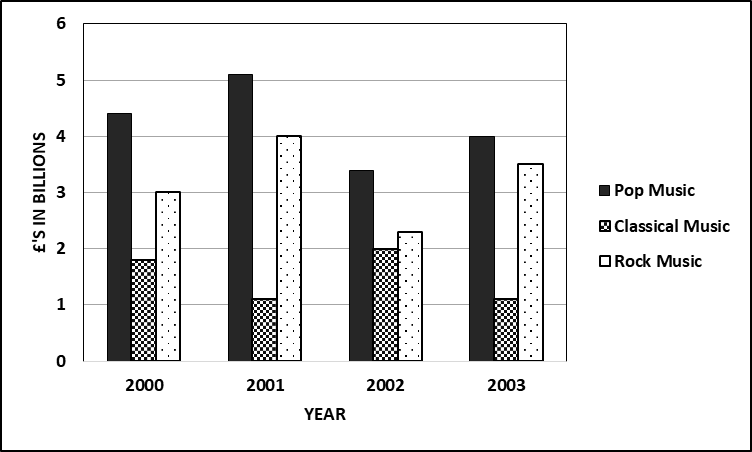 6
5
4
3
2
1
0
£'S IN BILLIONS
2000 2001 2002 2003
YEAR
Pop Music
Classical Music
Rock Music